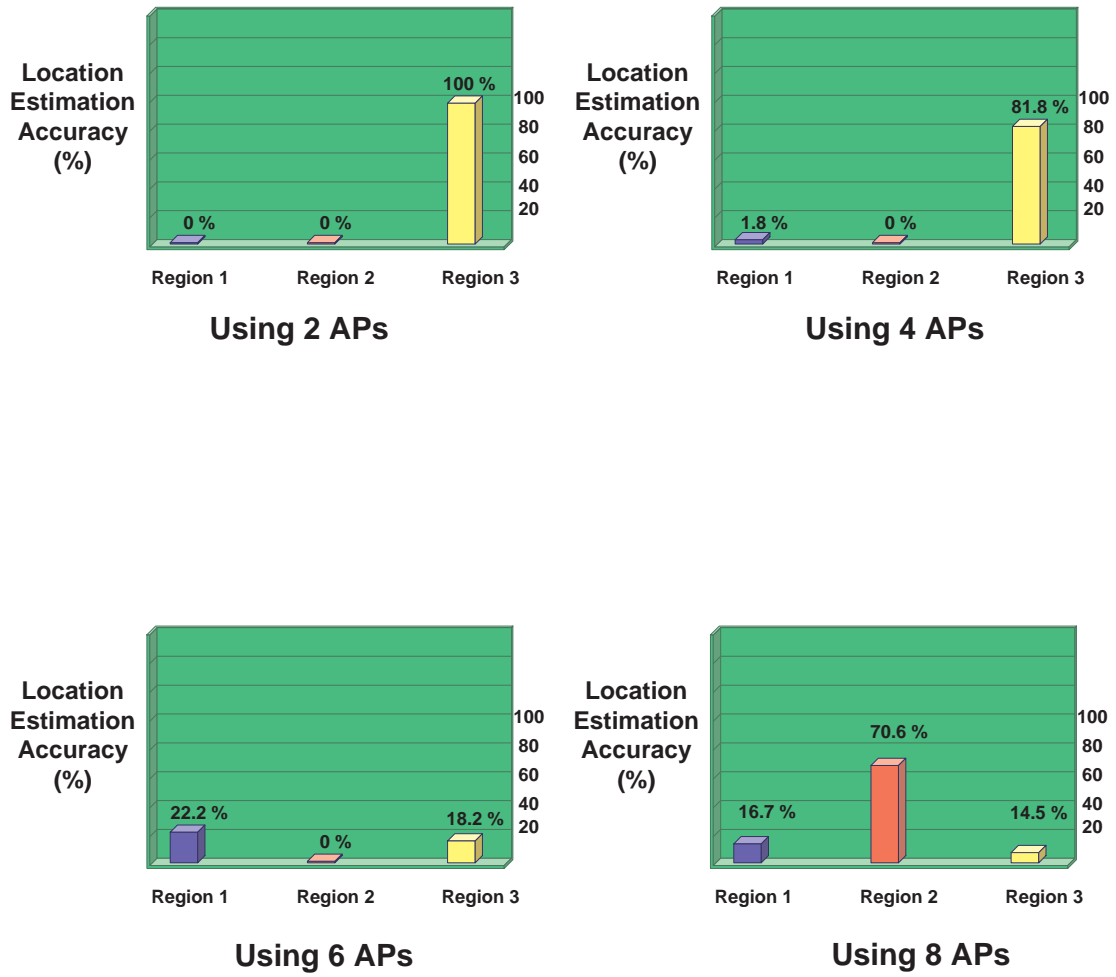 Location
Estimation
Accuracy
(%)
100 %
0 %
0 %
100
80
60
40
20
Region 1
Region 2
Region 3
Using 2 APs
Location
Estimation
Accuracy
(%)
81.8 %
1.8 %
0 %
100
80
60
40
20
Region 1
Region 2
Region 3
Using 4 APs
Location
Estimation
Accuracy
(%)
22.2 %
0 %
18.2 %
100
80
60
40
20
Region 1
Region 2
Region 3
Using 6 APs
Location
Estimation
Accuracy
(%)
16.7 %
70.6 %
14.5 %
100
80
60
40
20
Region 1
Region 2
Region 3
Using 8 APs